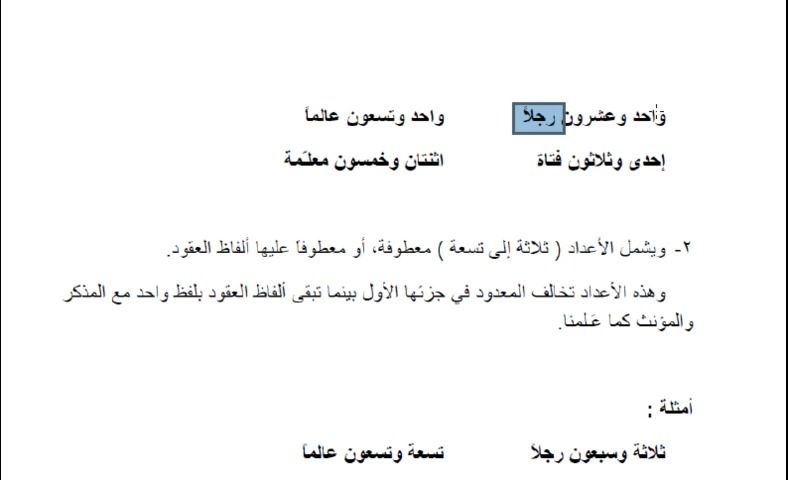 واحد وعشرون رجلاً واحد وتسعون عالماً
إحدى وثلاثون فتاة اثنتان وخمسون معلّمة
٢- ويشمل الأعداد ( ثلاثة إلى تسعة ) معطوفة، أو معطوفاً عليها ألفاظ العقود.
وهذه الأعداد تخالف المعدود في جزئها الأول بينما تبقى ألفاظ العقود بلفظ واحد مع المذكر
والمؤنث كما عَلمنا.
أمثلة :
ثلاثة وسبعون رجلاً تسعة وتسعون عالماً